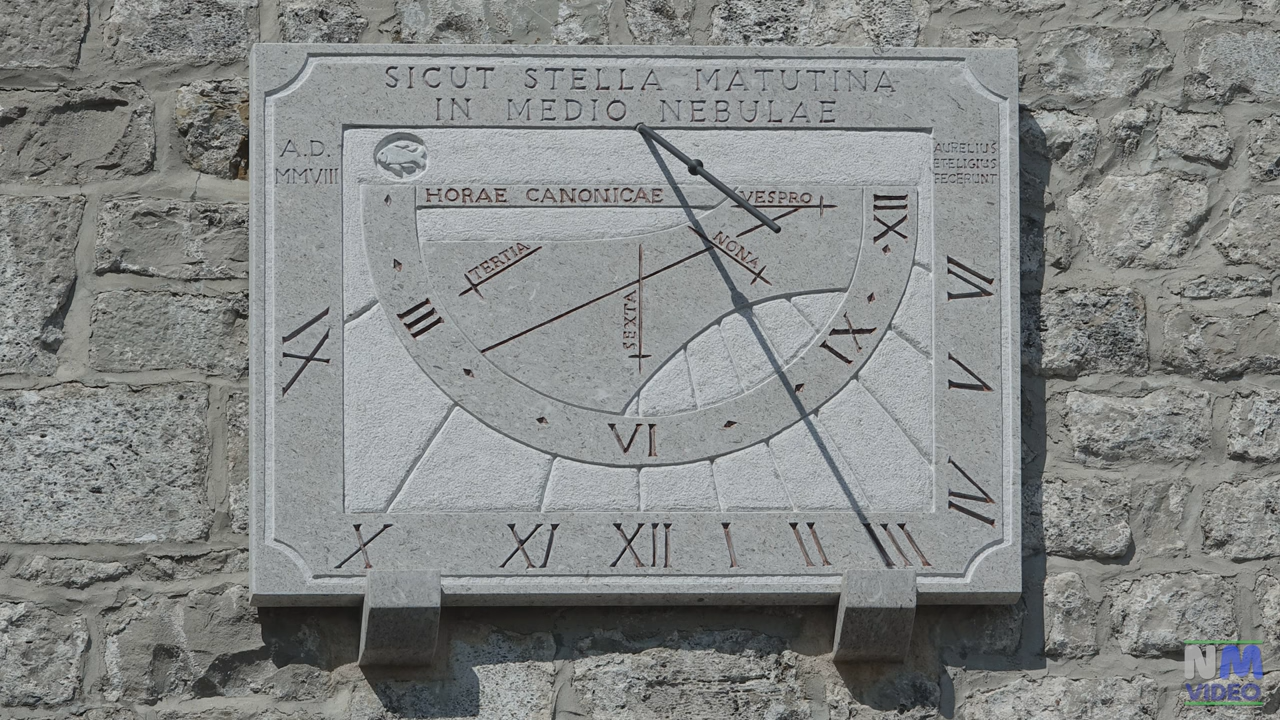 SICUT STELLA MATUTINA
IN MEDIO NEBULAE
A.D.
MMVIII
AURELIUS
ETELIGIUS
FECERUNT
HORAE CANONICAE
VESPRO
TERTIA
SEXTA
NONA
III
VI
IX
XII
IX
X
XI
XII
I
II
III
IV
V
VI
NM
VIDEO